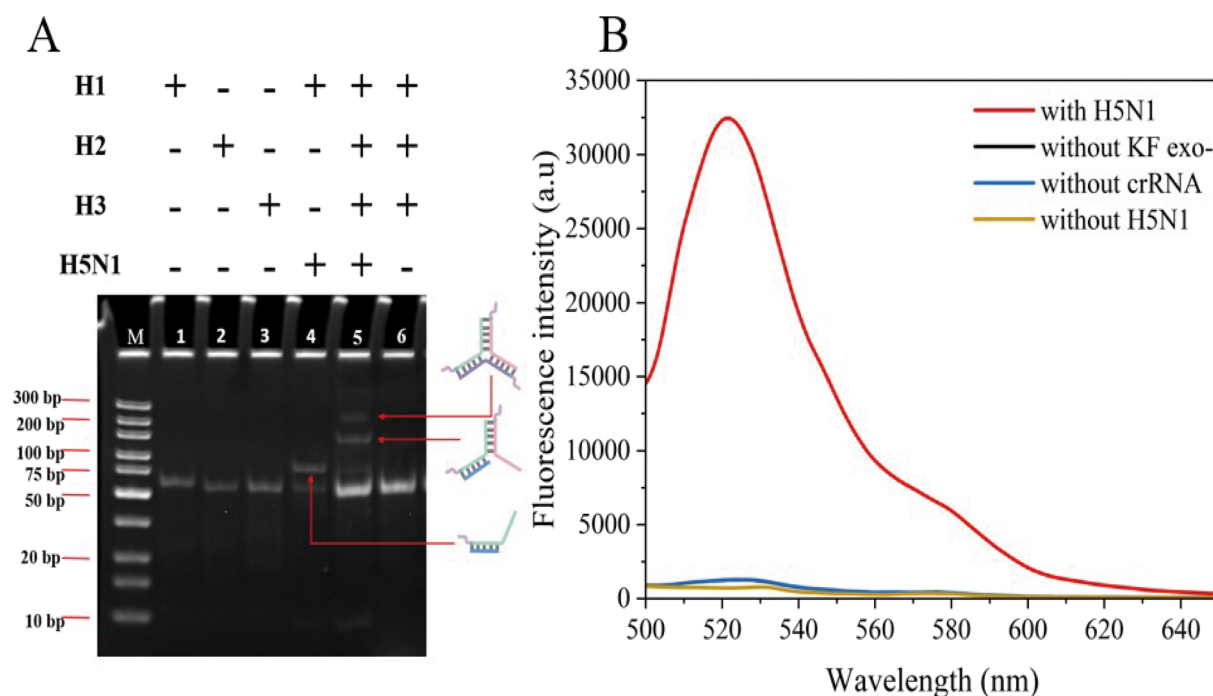 A
H1 + - - + + +
H2 - + - - + +
H3 - - + - + +
H5N1 - - - + + -
M 1 2 3 4 5 6
300 bp
200 bp
100 bp
75 bp
50 bp
20 bp
10 bp
B
with H5N1
without KF exo-
without crRNA
without H5N1
Fluorescence intensity (a.u)
35000
30000
25000
20000
15000
10000
5000
0
500 520 540 560 580 600 620 640
Wavelength (nm)